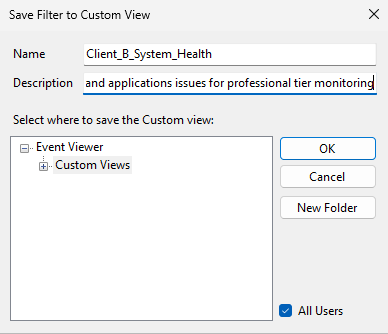 Save Filter to Custom View
Name Client_B_System_Health
Description and applications issues for professional tier monitoring
Select where to save the Custom view:
Event Viewer
Custom Views
OK
Cancel
New Folder
All Users